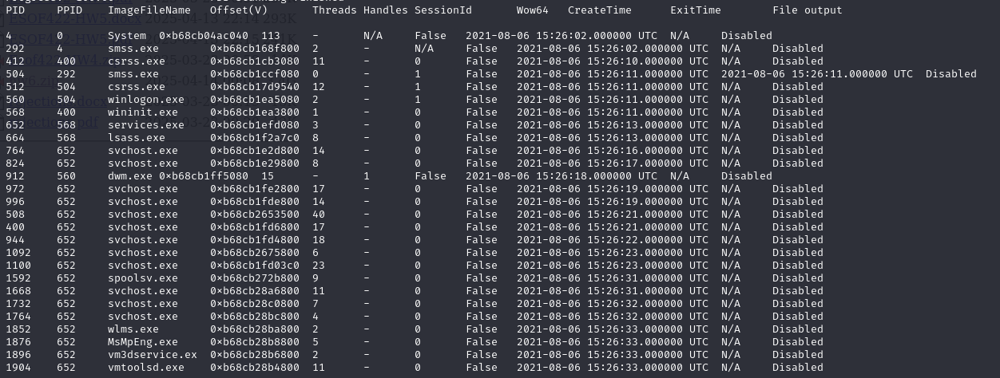 PID PPID ImageFileName Offset(V) Threads Handles SessionId Wow64 CreateTime ExitTime File output
4 0 System 0×b68cb04ac040 113 - N/A False 2021-08-06 15:26:02.000000 UTC N/A Disabled
292 4 smss.exe 0×b68cb168f800 2 - N/A False 2021-08-06 15:26:02.000000 UTC N/A Disabled
412 400 csrss.exe 0×b68cb1cb3080 11 - 0 False 2021-08-06 15:26:10.000000 UTC N/A Disabled
504 292 smss.exe 0×b68cb1ccf080 0 - 1 False 2021-08-06 15:26:11.000000 UTC 2021-08-06 15:26:11.000000 UTC Disabled
512 504 csrss.exe 0×b68cb17d9540 12 - 1 False 2021-08-06 15:26:11.000000 UTC N/A Disabled
560 504 winlogon.exe 0×b68cb1ea5080 2 - 1 False 2021-08-06 15:26:11.000000 UTC N/A Disabled
568 400 wininit.exe 0×b68cb1ea3800 1 - 0 False 2021-08-06 15:26:11.000000 UTC N/A Disabled
652 568 services.exe 0×b68cb1efd080 3 - 0 False 2021-08-06 15:26:13.000000 UTC N/A Disabled
664 568 lsass.exe 0×b68cb1f2a7c0 8 - 0 False 2021-08-06 15:26:13.000000 UTC N/A Disabled
764 652 svchost.exe 0×b68cb1e2d800 14 - 0 False 2021-08-06 15:26:16.000000 UTC N/A Disabled
824 652 svchost.exe 0×b68cb1e29800 8 - 0 False 2021-08-06 15:26:17.000000 UTC N/A Disabled
912 560 dwm.exe 0×b68cb1ff5080 15 - 1 False 2021-08-06 15:26:18.000000 UTC N/A Disabled
972 652 svchost.exe 0×b68cb1fe2800 17 - 0 False 2021-08-06 15:26:19.000000 UTC N/A Disabled
996 652 svchost.exe 0×b68cb1fde800 14 - 0 False 2021-08-06 15:26:19.000000 UTC N/A Disabled
508 652 svchost.exe 0×b68cb2653500 40 - 0 False 2021-08-06 15:26:21.000000 UTC N/A Disabled
400 652 svchost.exe 0×b68cb1fd6800 17 - 0 False 2021-08-06 15:26:21.000000 UTC N/A Disabled
944 652 svchost.exe 0×b68cb1fd4800 18 - 0 False 2021-08-06 15:26:22.000000 UTC N/A Disabled
1092 652 svchost.exe 0×b68cb2675800 6 - 0 False 2021-08-06 15:26:23.000000 UTC N/A Disabled
1100 652 svchost.exe 0×b68cb1fd03c0 23 - 0 False 2021-08-06 15:26:23.000000 UTC N/A Disabled
1592 652 spoolsv.exe 0×b68cb272b800 9 - 0 False 2021-08-06 15:26:31.000000 UTC N/A Disabled
1668 652 svchost.exe 0×b68cb28a6800 11 - 0 False 2021-08-06 15:26:31.000000 UTC N/A Disabled
1732 652 svchost.exe 0×b68cb28c0800 7 - 0 False 2021-08-06 15:26:32.000000 UTC N/A Disabled
1764 652 svchost.exe 0×b68cb28bc800 4 - 0 False 2021-08-06 15:26:32.000000 UTC N/A Disabled
1852 652 wlms.exe 0×b68cb28ba800 2 - 0 False 2021-08-06 15:26:33.000000 UTC N/A Disabled
1876 652 MsMpEng.exe 0×b68cb28b8800 5 - 0 False 2021-08-06 15:26:33.000000 UTC N/A Disabled
1896 652 vm3dservice.ex 0×b68cb28b6800 2 - 0 False 2021-08-06 15:26:33.000000 UTC N/A Disabled
1904 652 vmtoolsd.exe 0×b68cb28b4800 11 - 0 False 2021-08-06 15:26:33.000000 UTC N/A Disabled